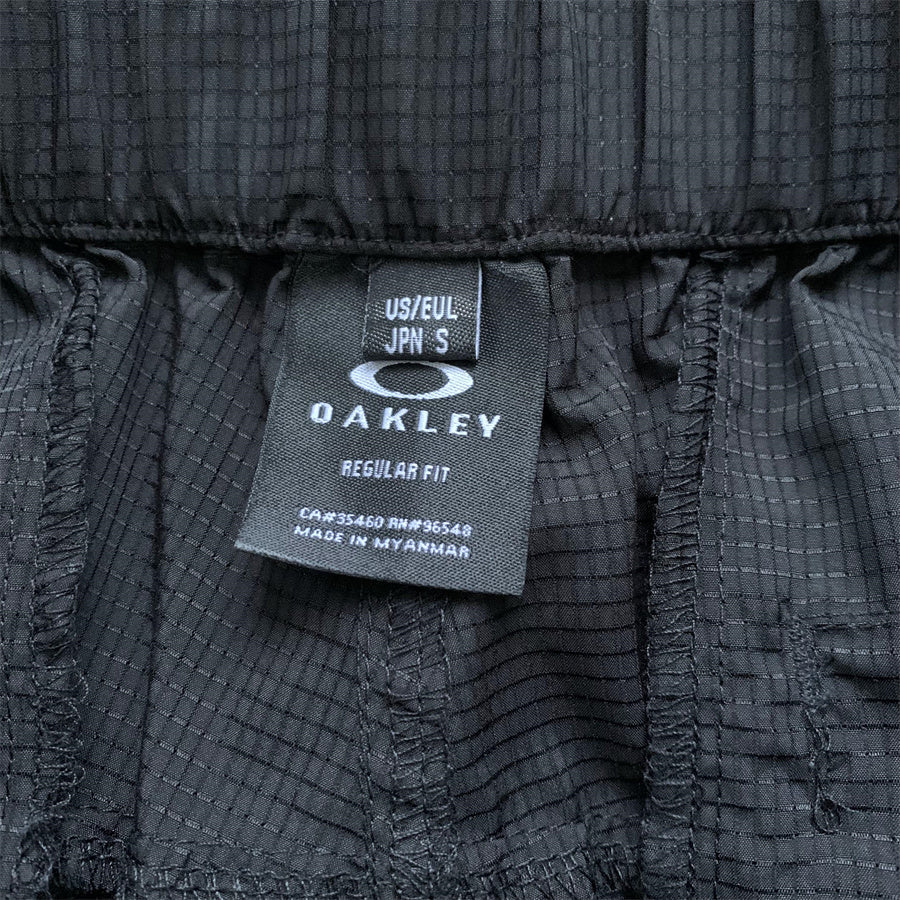 US/EUL
JPN S
OAKLEY
REGULAR FIT
CA#35460 RN#96548
MADE IN MYANMAR